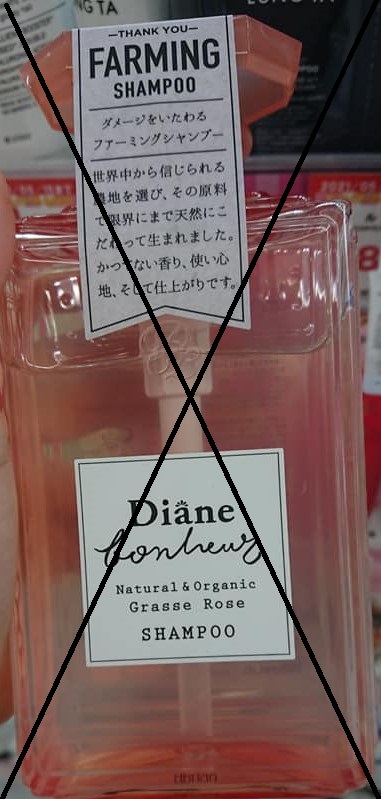 NG TA
—THANK YOU—
FARMING
SHAMPOO
ダメージをいたわる
ファーミングシャンプー
世界中から信じられる
農地を選び、その原料
で限界にまで天然にこ
だわって生まれました。
かつてない香り、使い心
地、そして仕上がりです。
Diane
bonheur
Natural & Organic
Grasse Rose
SHAMPOO